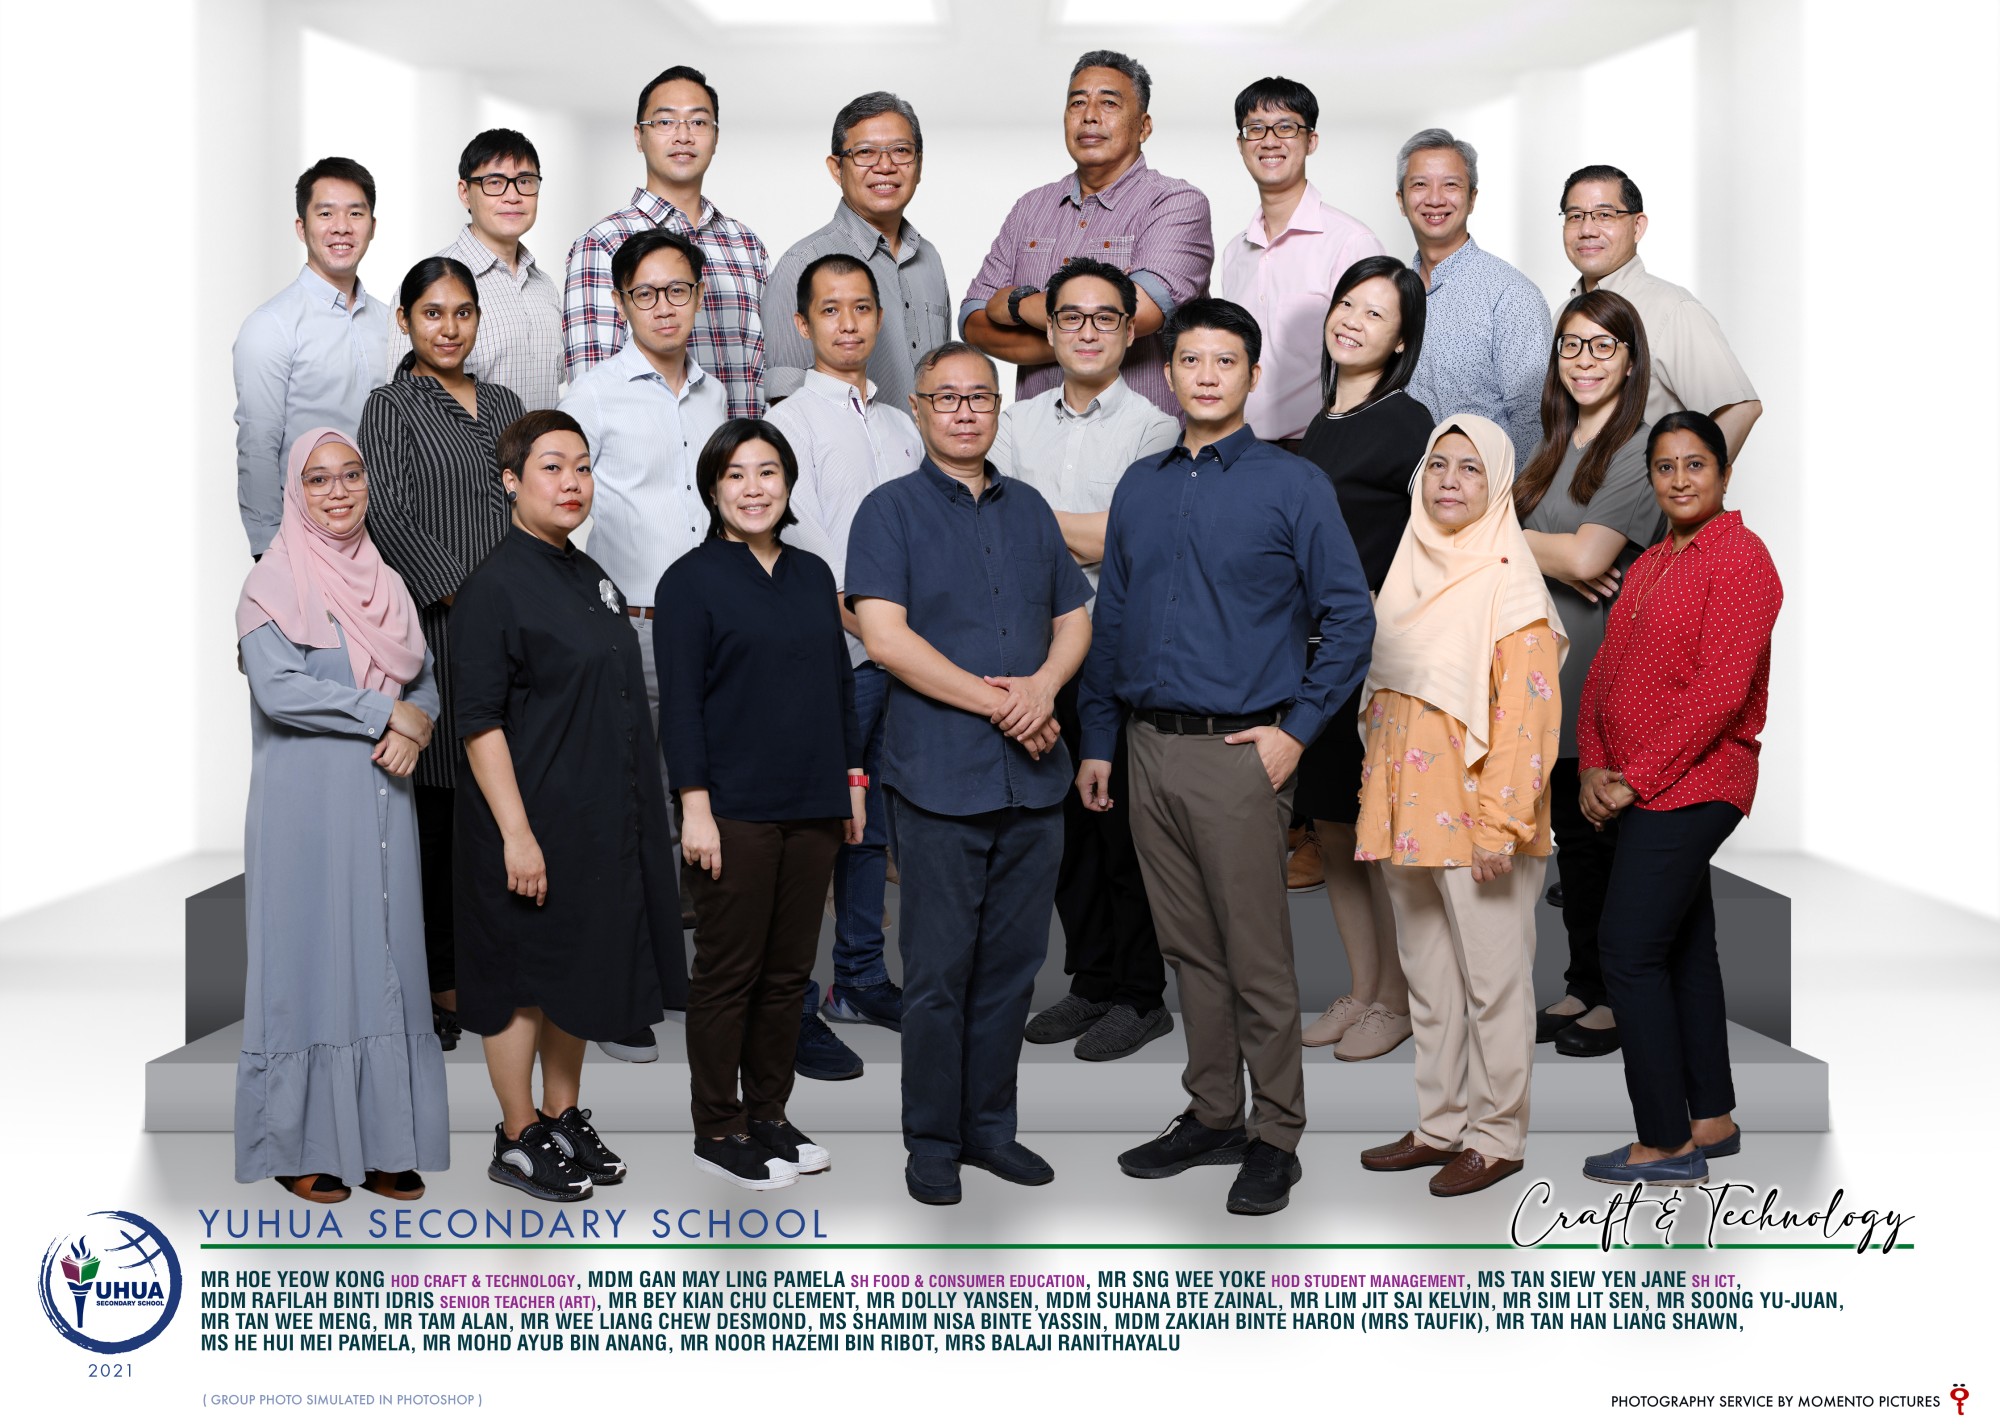 YUHUA SECONDARY SCHOOL
Craft & Technology
YUHUA
SECONDARY SCHOOL
2021
MR HOE YEOW KONG HOD CRAFT & TECHNOLOGY, MDM GAN MAY LING PAMELA SH FOOD & CONSUMER EDUCATION, MR SNG WEE YOKE HOD STUDENT MANAGEMENT, MS TAN SIEW YEN JANE SH ICT,
MDM RAFILAH BINTI IDRIS SENIOR TEACHER (ART), MR BEY KIAN CHU CLEMENT, MR DOLLY YANSEN, MDM SUHANA BTE ZAINAL, MR LIM JIT SAI KELVIN, MR SIM LIT SEN, MR SOONG YU-JUAN,
MR TAN WEE MENG, MR TAM ALAN, MR WEE LIANG CHEW DESMOND, MS SHAMIM NISA BINTE YASSIN, MDM ZAKIAH BINTE HARON (MRS TAUFIK), MR TAN HAN LIANG SHAWN,
MS HE HUI MEI PAMELA, MR MOHD AYUB BIN ANANG, MR NOOR HAZEMI BIN RIBOT, MRS BALAJI RANITHAYALU
( GROUP PHOTO SIMULATED IN PHOTOSHOP )
PHOTOGRAPHY SERVICE BY MOMENTO PICTURES